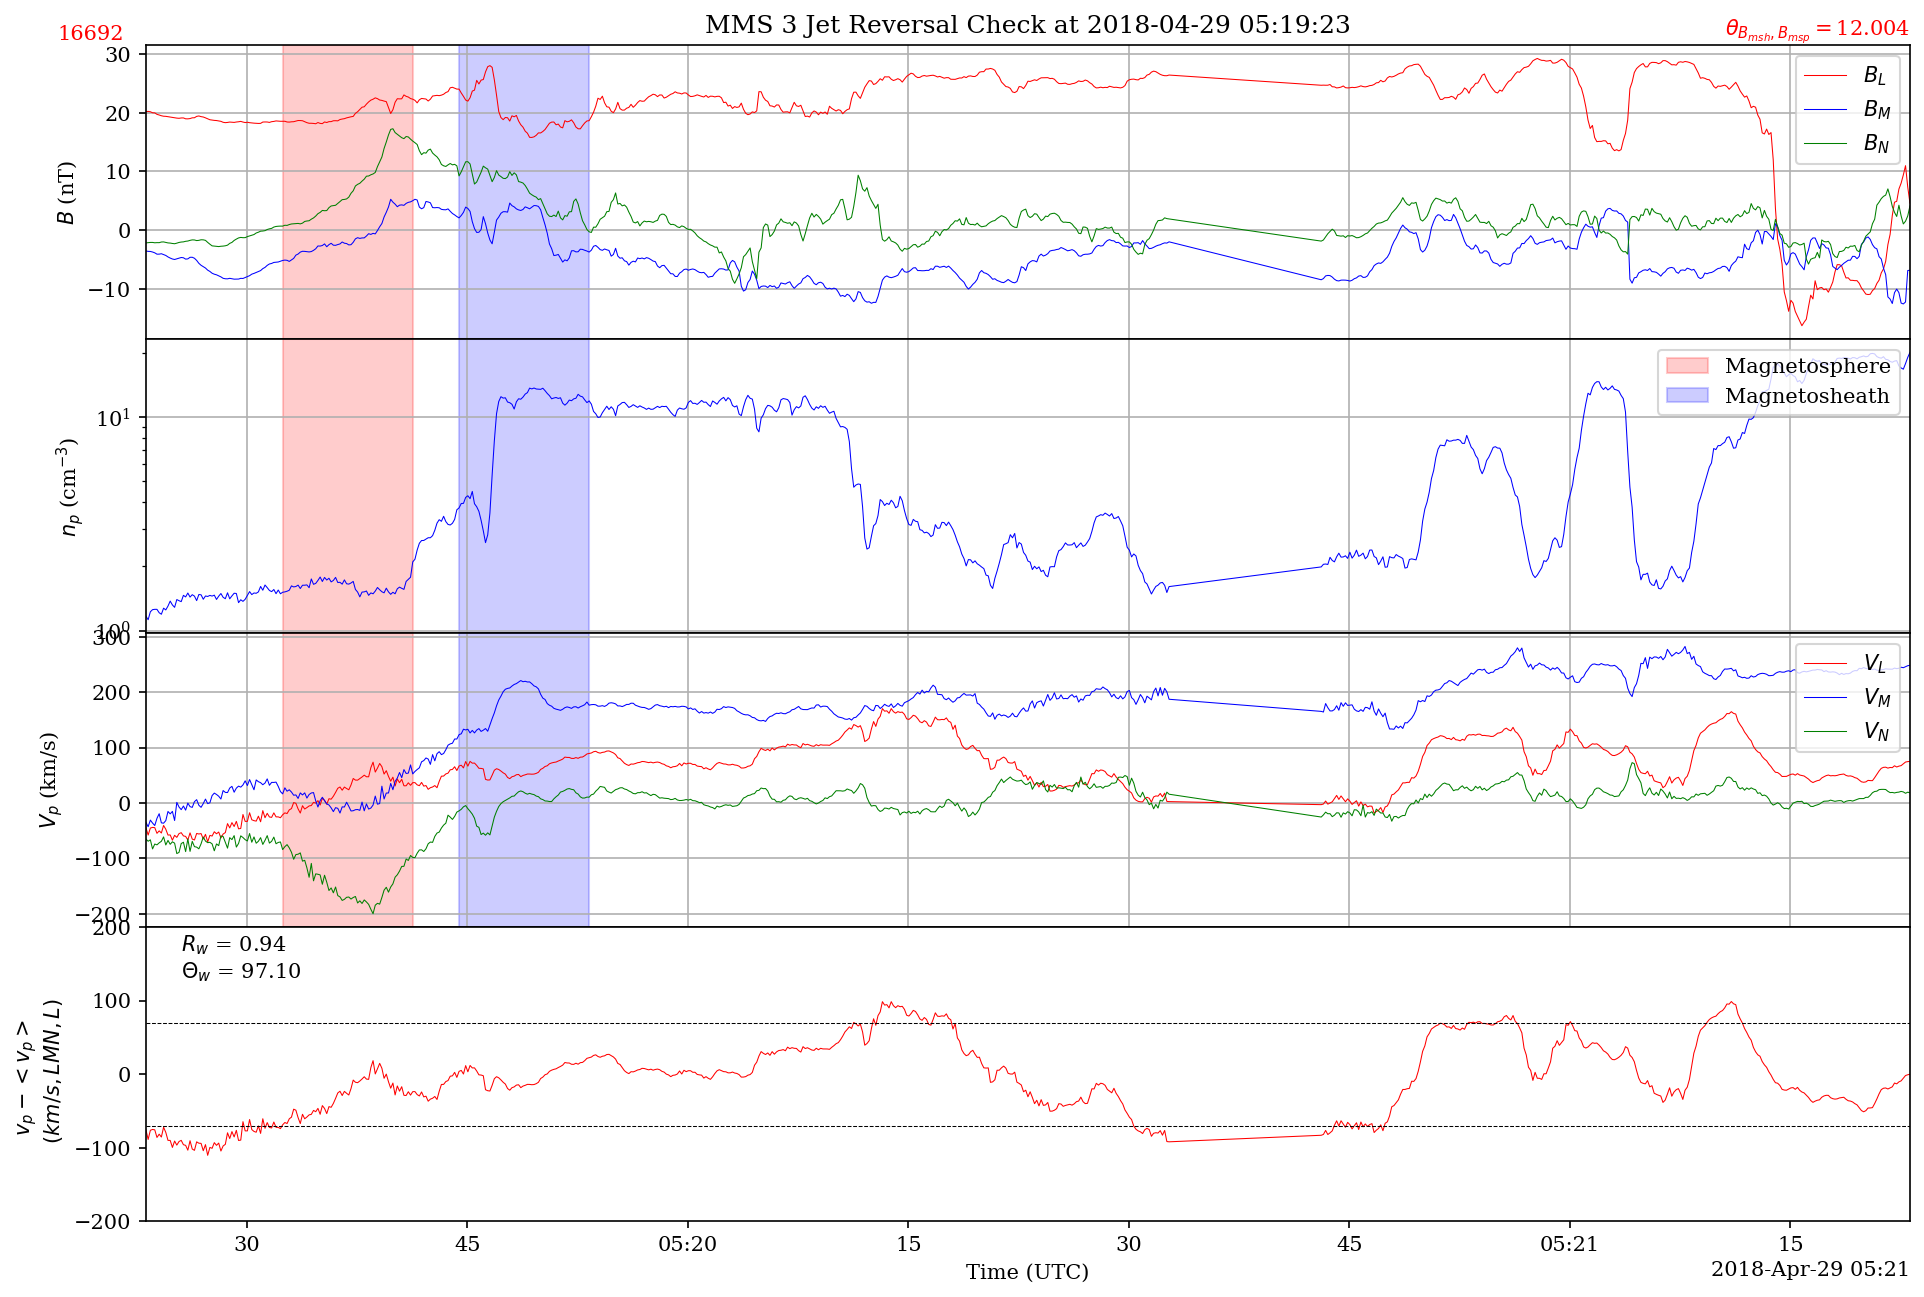 MMS 3 Jet Reversal Check at 2018-04-29 05:19:23
16692
θ_{B_{msh}, B_{msp}} = 12.004
30
20
10
0
−10
B (nT)
B_L
B_M
B_N
10^1
10^0
n_p (cm^{−3})
Magnetosphere
Magnetosheath
300
200
100
0
−100
−200
V_p (km/s)
V_L
V_M
V_N
200
100
0
−100
−200
v_p − < v_p >
(km/s, LMN, L)
R_w = 0.94
Θ_w = 97.10
30
45
05:20
15
30
45
05:21
15
Time (UTC)
2018-Apr-29 05:21